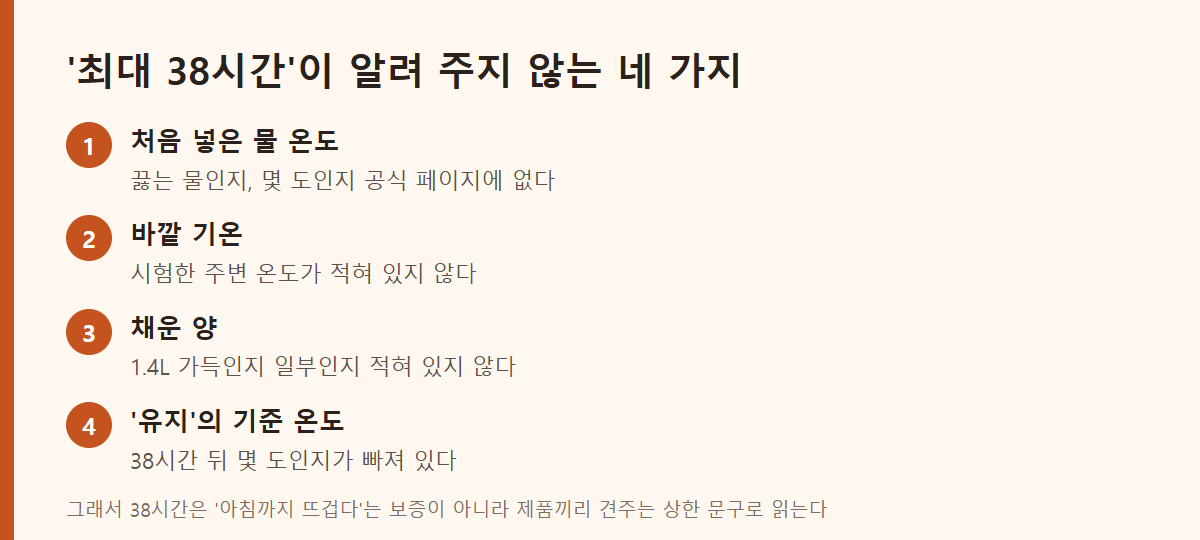 '최대 38시간'이 알려 주지 않는 네 가지
1
처음 넣은 물 온도
끓는 물인지, 몇 도인지 공식 페이지에 없다
2
바깥 기온
시험한 주변 온도가 적혀 있지 않다
3
채운 양
1.4L 가득인지 일부인지 적혀 있지 않다
4
'유지'의 기준 온도
38시간 뒤 몇 도인지가 빠져 있다
그래서 38시간은 '아침까지 뜨겁다'는 보증이 아니라 제품끼리 견주는 상한 문구로 읽는다